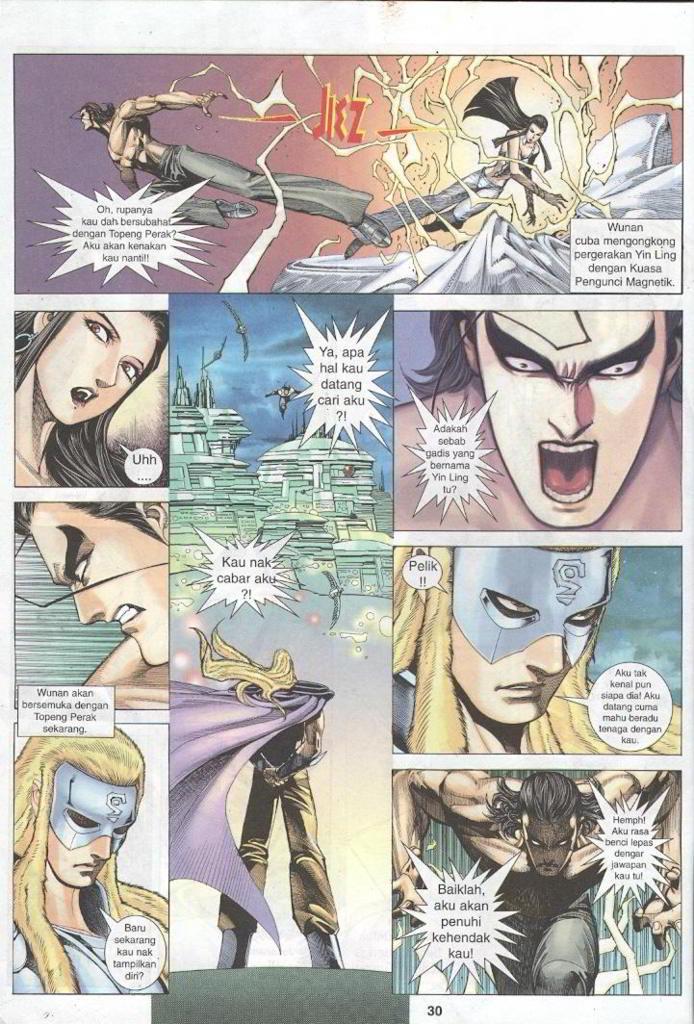 JIEZ
Oh, rupanya
kau dah bersubahat
dengan Topeng Perak?
Aku akan kenakan
kau nanti!!
Wunan
cuba mengongkong
pergerakan Yin Ling
dengan Kuasa
Pengunci Magnetik.
Uhh
....
Ya, apa
hal kau
datang
cari aku
?!
Adakah
sebab
gadis yang
bernama
Yin Ling
tu?
Wunan akan
bersemuka dengan
Topeng Perak
sekarang.
Kau nak
cabar aku
?!
Pelik
!!
Aku tak
kenal pun
siapa dia! Aku
datang cuma
mahu beradu
tenaga dengan
kau.
Baru
sekarang
kau nak
tampilkan
diri?
Hemph!
Aku rasa
benci lepas
dengar
jawapan
kau tu!
Baiklah,
aku akan
penuhi
kehendak
kau!
30